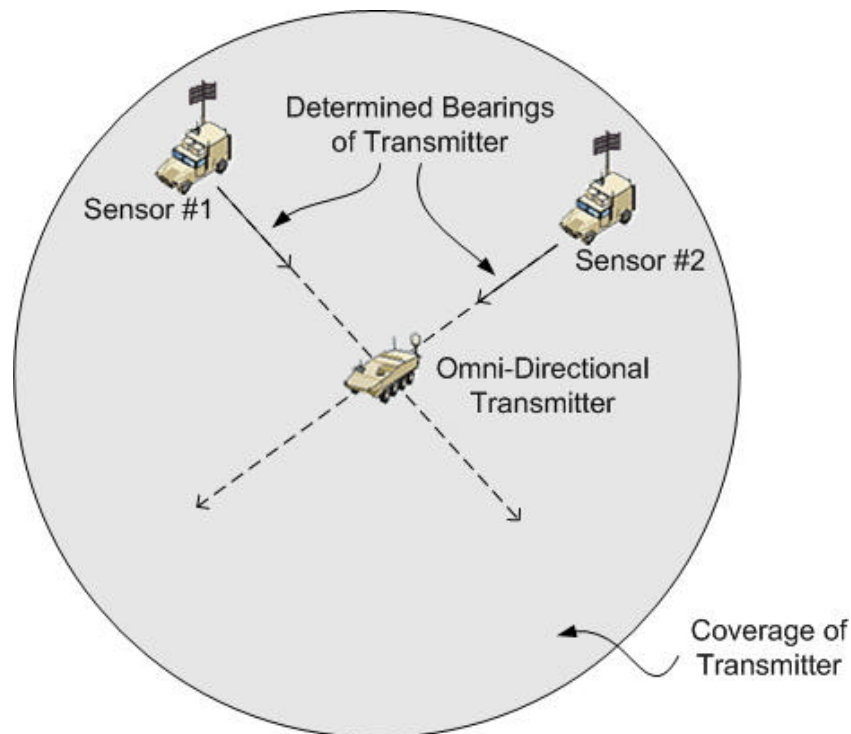 Determined Bearings
of Transmitter
Sensor #1
Sensor #2
Omni-Directional
Transmitter
Coverage of
Transmitter